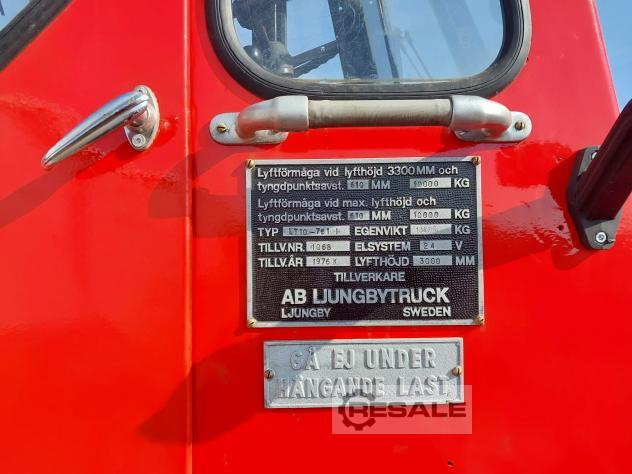 Lyftförmåga vid lyfthöjd 3300 MM och
tyngdpunktsavst. 610 MM 10000 KG
Lyftförmåga vid max. lyfthöjd och
tyngdpunktsavst. 610 MM 10000 KG
TYP EGENVIKT KG
TILLV.NR. 1068 ELSYSTEM 24 V
TILLV.ÅR 1976 LYFTHÖJD 3000 MM
TILLVERKARE
AB LJUNGBYTRUCK
LJUNGBY SWEDEN
GÅ EJ UNDER
HÄNGANDE LAST
RESALE